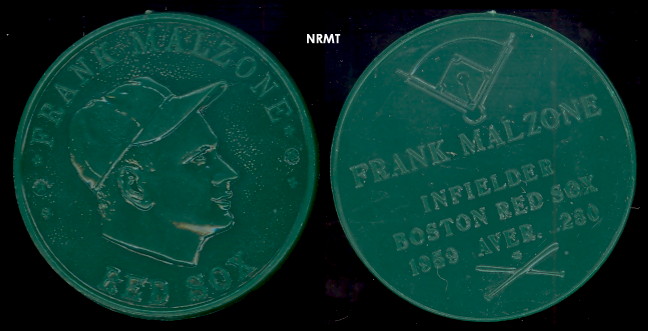 NRMT
FRANK MALZONE
RED SOX
FRANK MALZONE
INFIELDER
BOSTON RED SOX
1959 AVER. .280